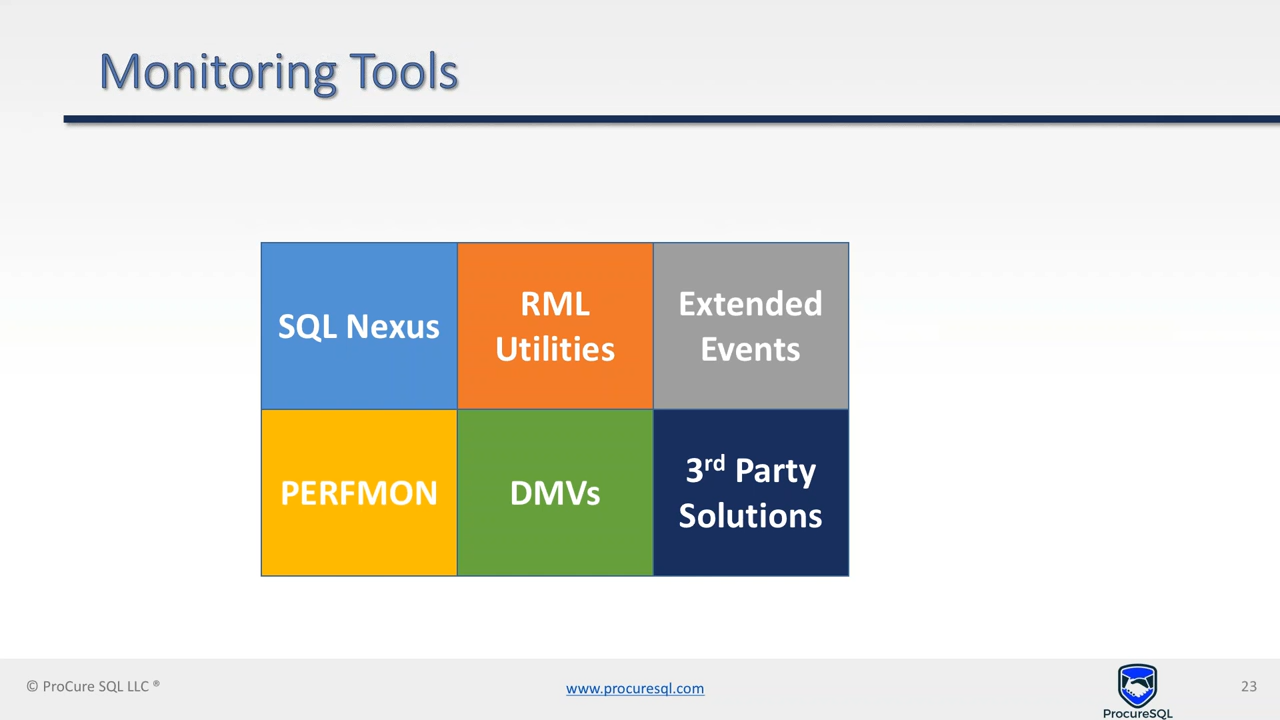 Monitoring Tools
SQL Nexus
RML
Utilities
Extended
Events
PERFMON
DMVs
3rd Party
Solutions
© ProCure SQL LLC ®
www.procuresql.com
ProcureSQL
23